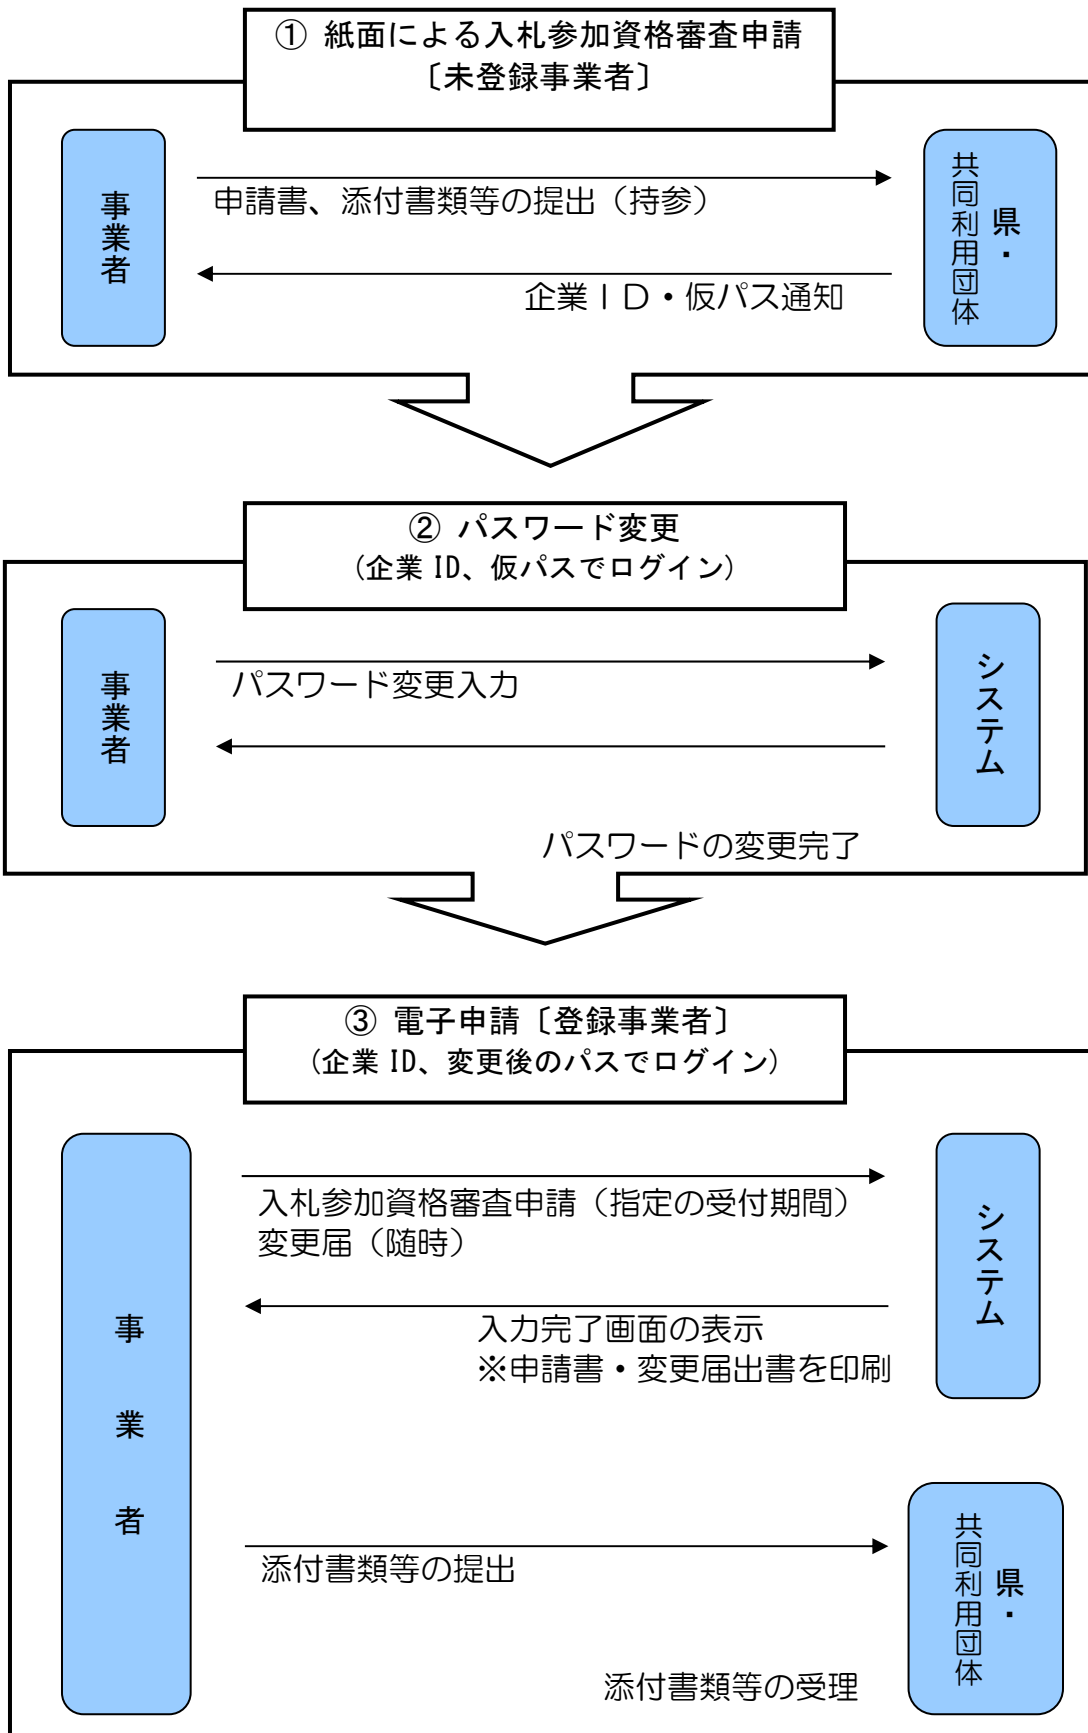 ① 紙面による入札参加資格審査申請
〔未登録事業者〕
事業者
申請書、添付書類等の提出（持参）
企業ＩＤ・仮パス通知
県・
共同利用団体
② パスワード変更
（企業 ID、仮パスでログイン）
事業者
パスワード変更入力
パスワードの変更完了
システム
③ 電子申請〔登録事業者〕
（企業 ID、変更後のパスでログイン）
事業者
入札参加資格審査申請（指定の受付期間）
変更届（随時）
入力完了画面の表示
※申請書・変更届出書を印刷
システム
添付書類等の提出
添付書類等の受理
県・
共同利用団体